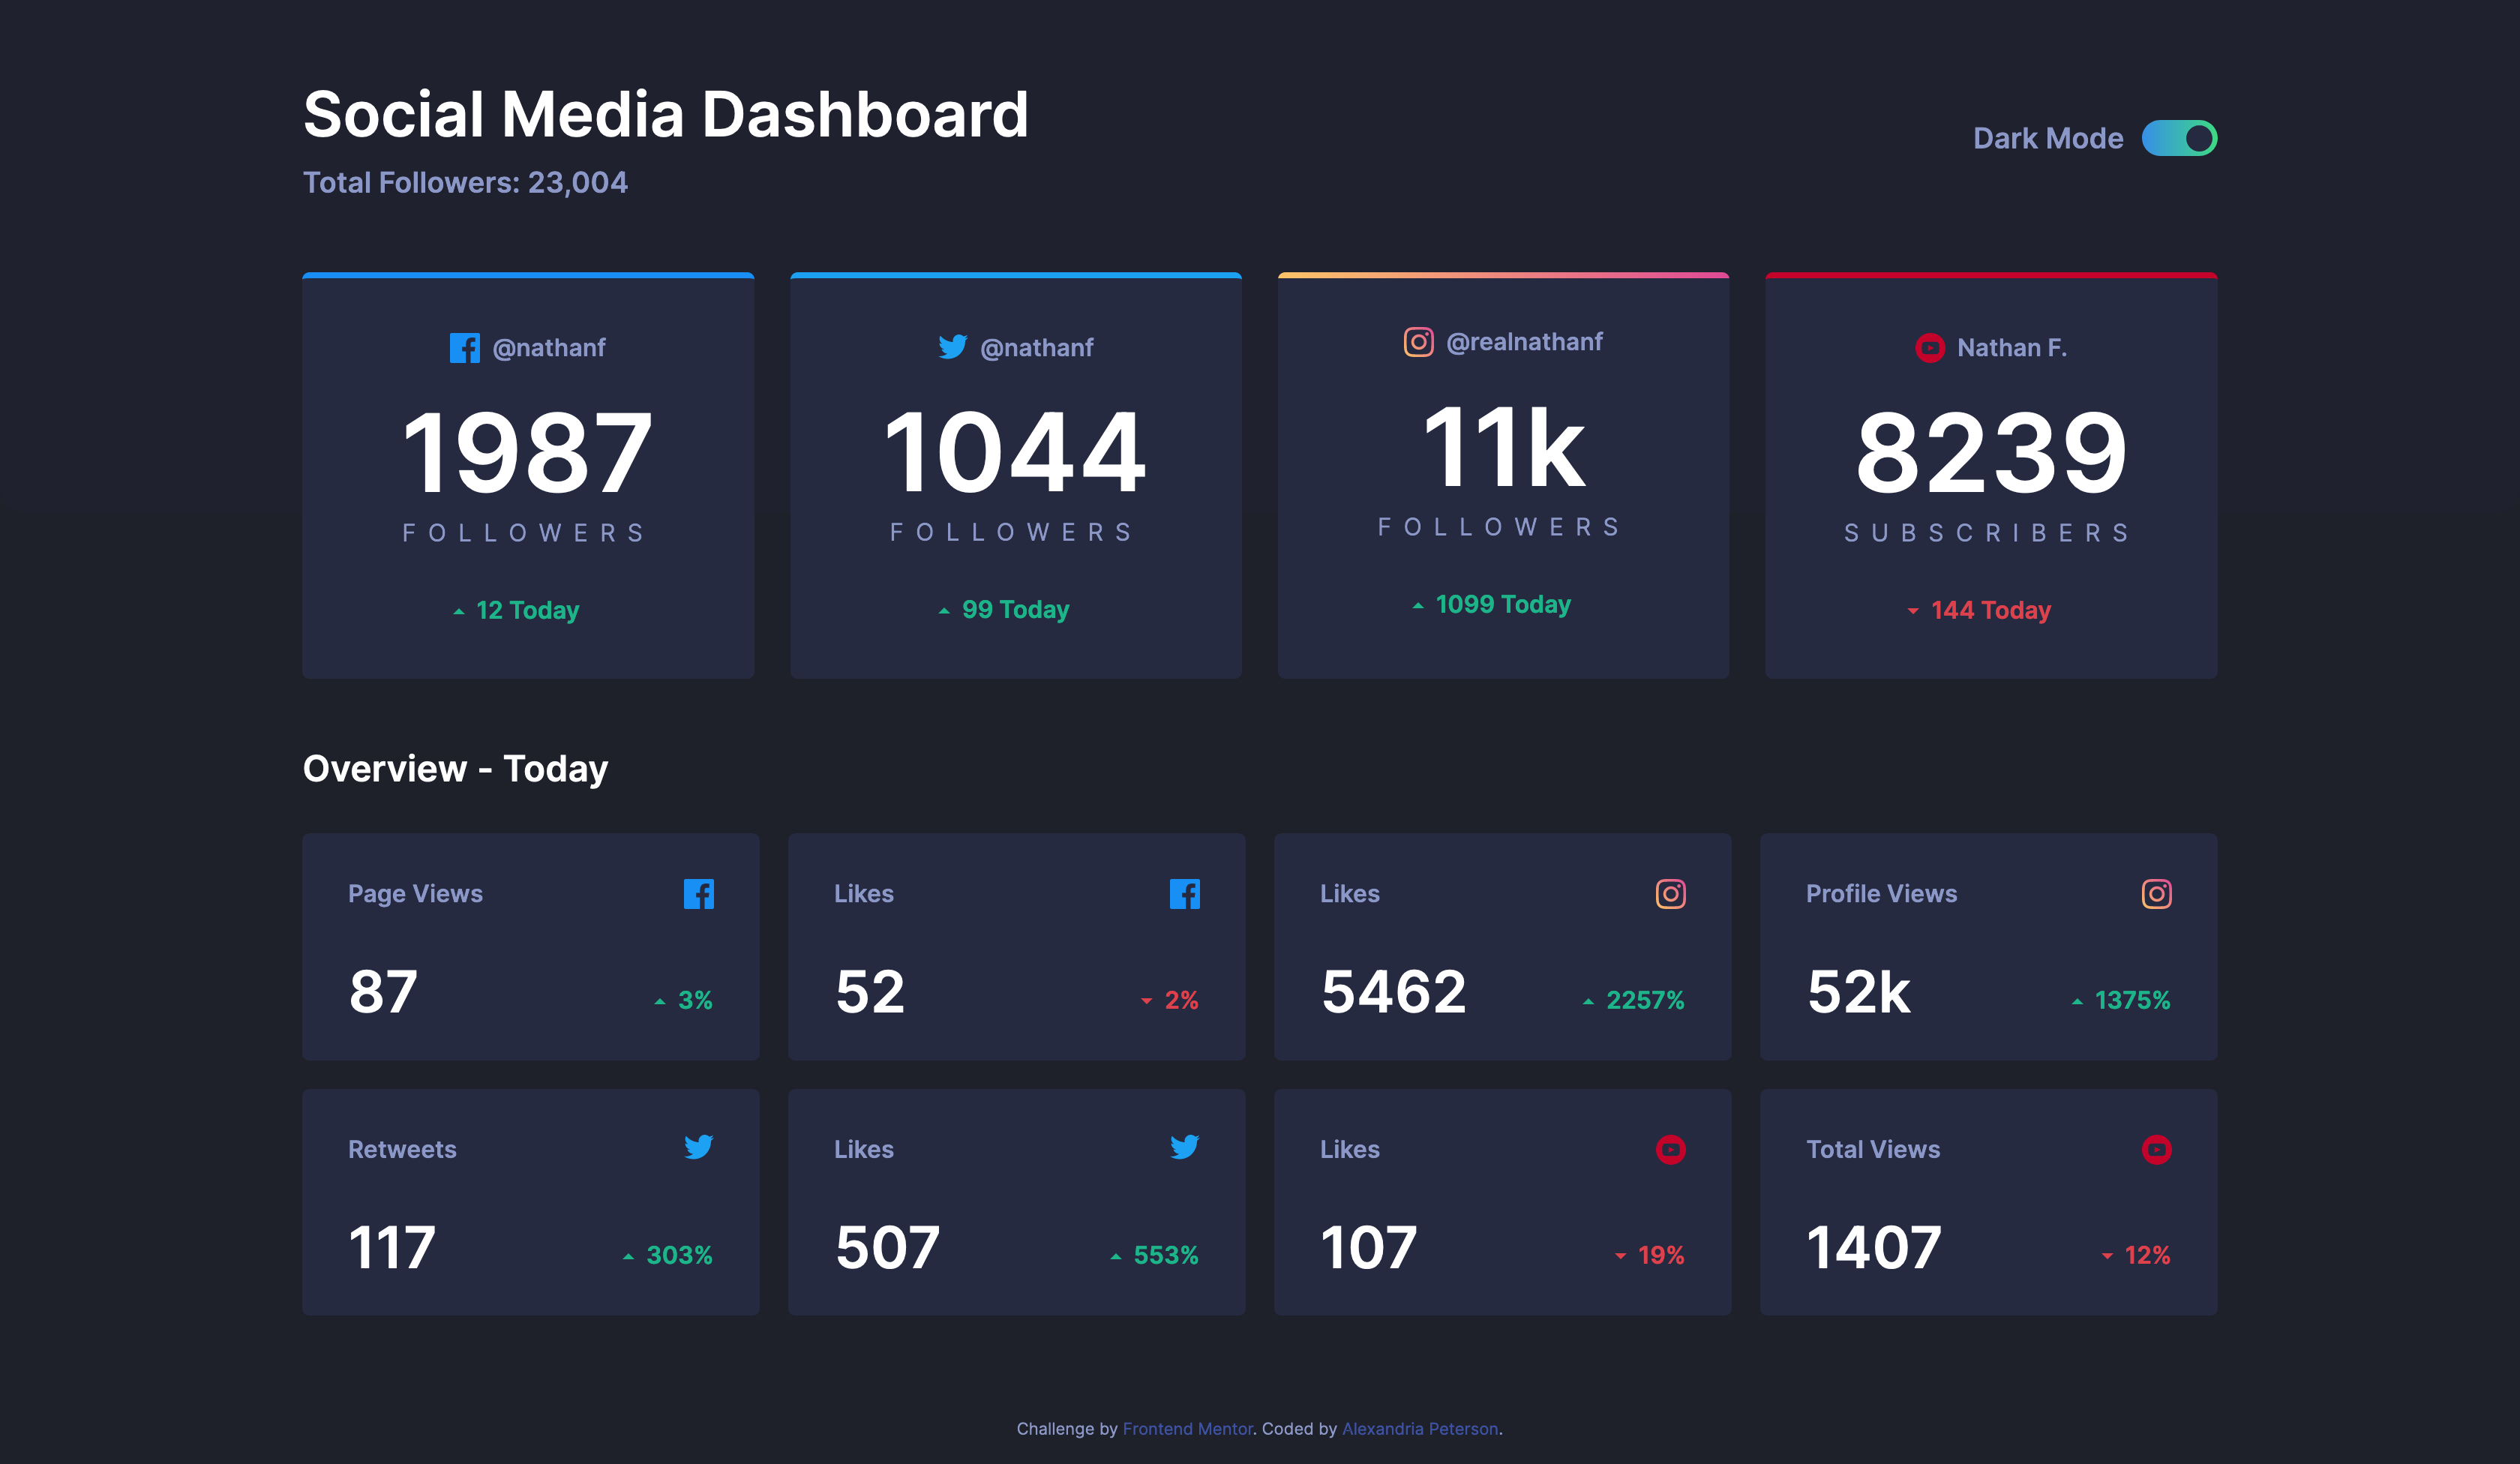 Social Media Dashboard
Total Followers: 23,004
Dark Mode
@nathanf
1987
FOLLOWERS
12 Today
@nathanf
1044
FOLLOWERS
99 Today
@realnathanf
11k
FOLLOWERS
1099 Today
Nathan F.
8239
SUBSCRIBERS
144 Today
Overview - Today
Page Views
87
3%
Likes
52
2%
Likes
5462
2257%
Profile Views
52k
1375%
Retweets
117
303%
Likes
507
553%
Likes
107
19%
Total Views
1407
12%
Challenge by Frontend Mentor. Coded by Alexandria Peterson.